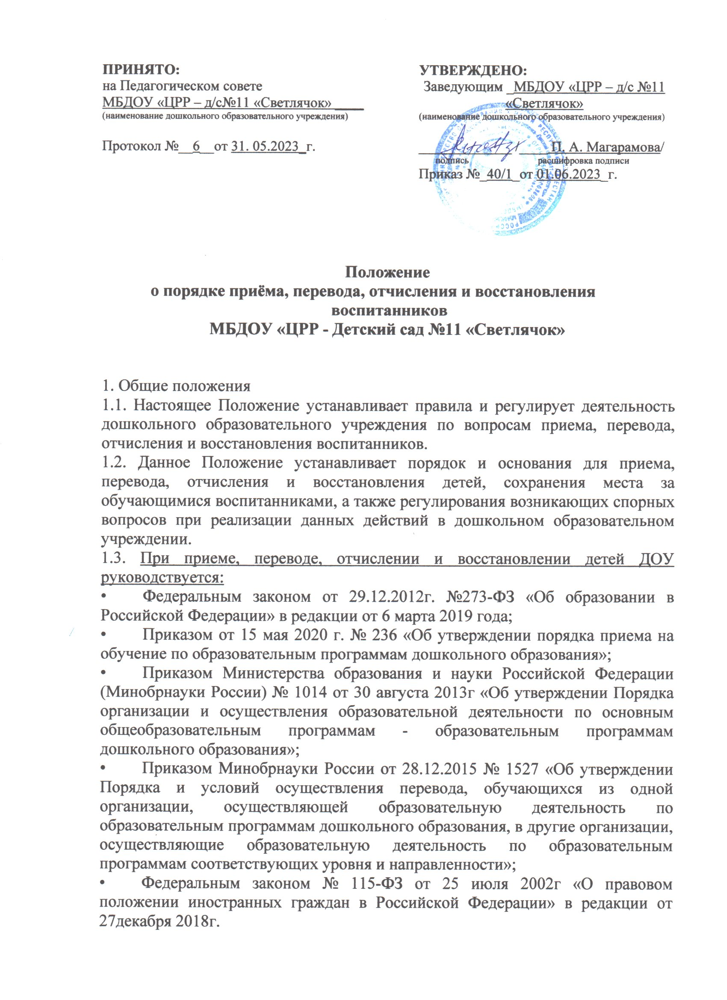 ПРИНЯТО:
на Педагогическом совете
МБДОУ «ЦРР – д/с№11 «Светлячок»
(наименование дошкольного образовательного учреждения)
Протокол №__6__от 31. 05.2023_г.
УТВЕРЖДЕНО:
Заведующим _МБДОУ «ЦРР – д/с №11
«Светлячок»
(наименование дошкольного образовательного учреждения)
П. А. Магарамова/
подпись расшифровка подписи
Приказ №_40/1_от 01.06.2023_г.
Положение
о порядке приёма, перевода, отчисления и восстановления
воспитанников
МБДОУ «ЦРР - Детский сад №11 «Светлячок»
1. Общие положения
1.1. Настоящее Положение устанавливает правила и регулирует деятельность
дошкольного образовательного учреждения по вопросам приема, перевода,
отчисления и восстановления воспитанников.
1.2. Данное Положение устанавливает порядок и основания для приема,
перевода, отчисления и восстановления детей, сохранения места за
обучающимися воспитанниками, а также регулирования возникающих спорных
вопросов при реализации данных действий в дошкольном образовательном
учреждении.
1.3. При приеме, переводе, отчислении и восстановлении детей ДОУ
руководствуется:
• Федеральным законом от 29.12.2012г. №273-ФЗ «Об образовании в
Российской Федерации» в редакции от 6 марта 2019 года;
• Приказом от 15 мая 2020 г. № 236 «Об утверждении порядка приема на
обучение по образовательным программам дошкольного образования»;
• Приказом Министерства образования и науки Российской Федерации
(Минобрнауки России) № 1014 от 30 августа 2013г «Об утверждении Порядка
организации и осуществления образовательной деятельности по основным
общеобразовательным программам - образовательным программам
дошкольного образования»;
• Приказом Минобрнауки России от 28.12.2015 № 1527 «Об утверждении
Порядка и условий осуществления перевода, обучающихся из одной
организации, осуществляющей образовательную деятельность по
образовательным программам дошкольного образования, в другие организации,
осуществляющие образовательную деятельность по образовательным
программам соответствующих уровня и направленности»;
• Федеральным законом № 115-ФЗ от 25 июля 2002г «О правовом
положении иностранных граждан в Российской Федерации» в редакции от
27декабря 2018г.